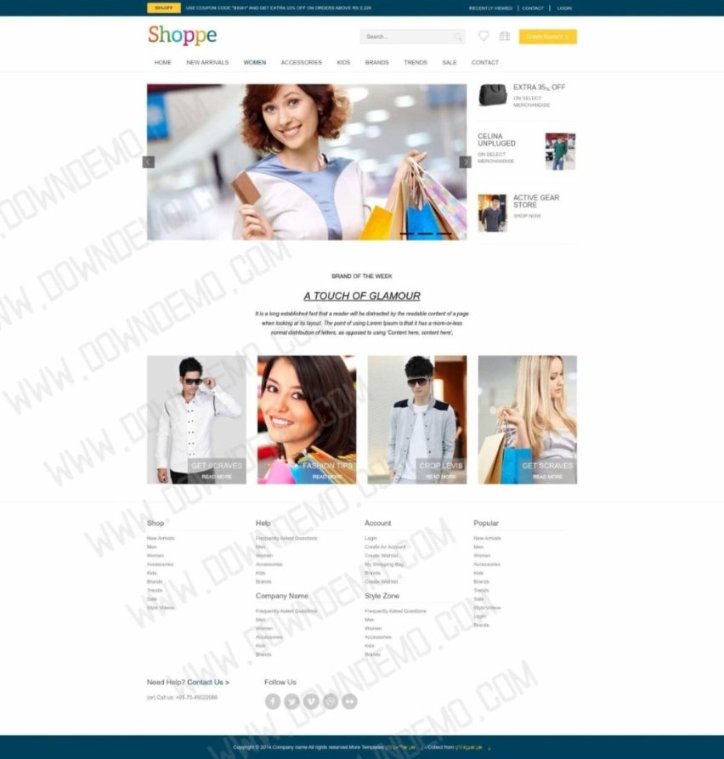 $H,OFF USE COUPON CODE "$90#" AND GET EXTRA 33% OFF ON ORDERS ABOVE RS 2,229 RECENTLY VIEWED CONTACT LOGIN
Shoppe
Search...
HOME NEW ARRIVALS WOMEN ACCESSORIES KIDS BRANDS TRENDS SALE CONTACT
EXTRA 35% OFF
ON SELECT
MERCHANDISE
CELINA
UNPLUGED
ON SELECT
MERCHANDISE
ACTIVE GEAR
STORE
SHOP NOW
BRAND OF THE WEEK
A TOUCH OF GLAMOUR
It is a long established fact that a reader will be distracted by the readable content of a page
when looking at its layout. The point of using Lorem Ipsum is that it has a more-or-less
normal distribution of letters, as opposed to using 'Content here, content here',
GET SCRAVES
READ MORE
FASHION TIPS
READ MORE
CROP LEVIS
READ MORE
GET SCRAVES
READ MORE
Shop
New Arrivals
Men
Women
Accessories
Kids
Brands
Trends
Sale
Style Videos
Help
Frequently Asked Questions
Men
Women
Accessories
Kids
Brands
Company Name
Frequently Asked Questions
Men
Women
Accessories
Kids
Brands
Account
Login
Create An Account
Create Wishlist
My Shopping Bag
Brands
Create Wishlist
Style Zone
Frequently Asked Questions
Men
Women
Accessories
Kids
Brands
Popular
New Arrivals
Men
Women
Accessories
Kids
Brands
Trends
Sale
Style Videos
Login
Brands
Need Help? Contact Us >
(or) Call us: +95-70-45022088
Follow Us
Copyright © 2014 Company name All rights reserved.More Templates - Collect from
WWW.DOWNDEMO.COM